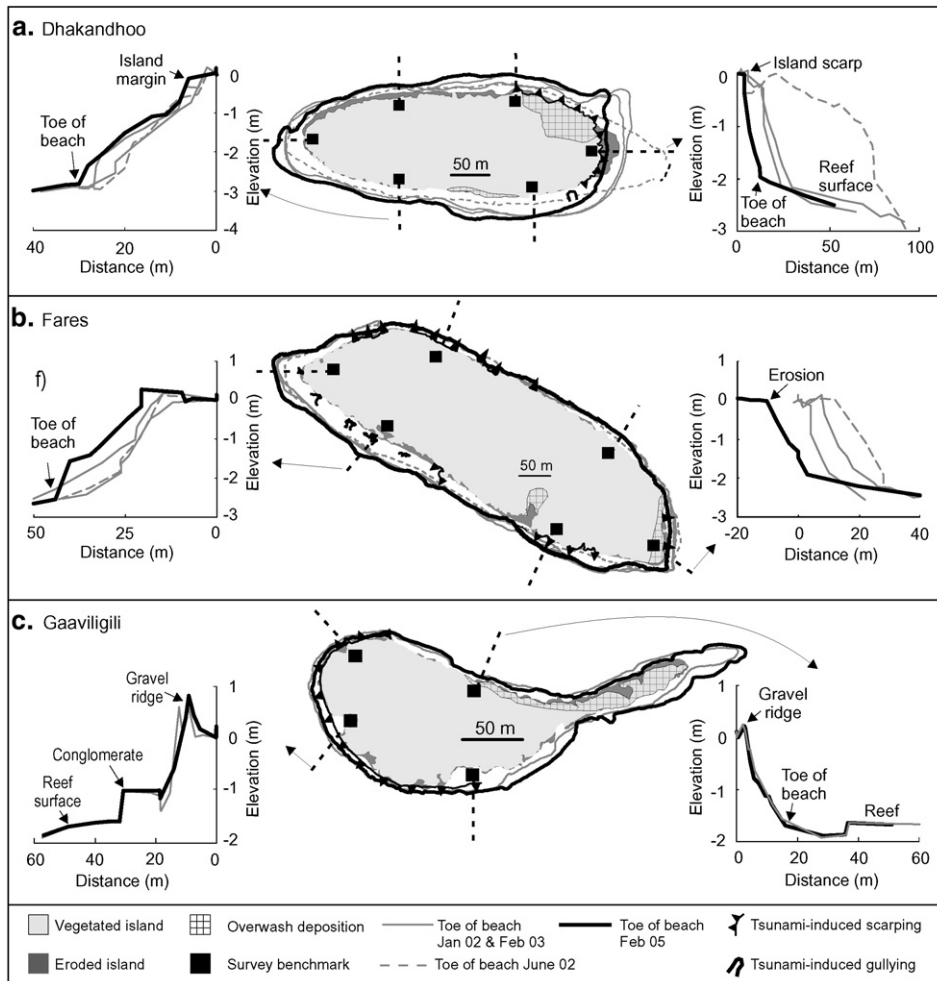 a. Dhakandhoo
Island
margin
Toe of
beach
0
-1
-2
-3
-4
Elevation (m)
40
20
0
Distance (m)
50 m
0
-1
-2
-3
Elevation (m)
Island scarp
Reef
surface
Toe of
beach
0
50
100
Distance (m)
b. Fares
f)
Toe of
beach
1
0
-1
-2
-3
Elevation (m)
50
25
0
Distance (m)
50 m
1
0
-1
-2
-3
Elevation (m)
Erosion
-20
0
20
40
Distance (m)
c. Gaaviligili
Gravel
ridge
Conglomerate
Reef
surface
1
0
-1
-2
Elevation (m)
60
40
20
0
Distance (m)
50 m
1
0
-1
-2
Elevation (m)
Gravel
ridge
Toe of
beach
Reef
0
20
40
60
Distance (m)
Vegetated island
Overwash deposition
Toe of beach
Jan 02 & Feb 03
Toe of beach
Feb 05
Tsunami-induced scarping
Eroded island
Survey benchmark
Toe of beach June 02
Tsunami-induced gullying